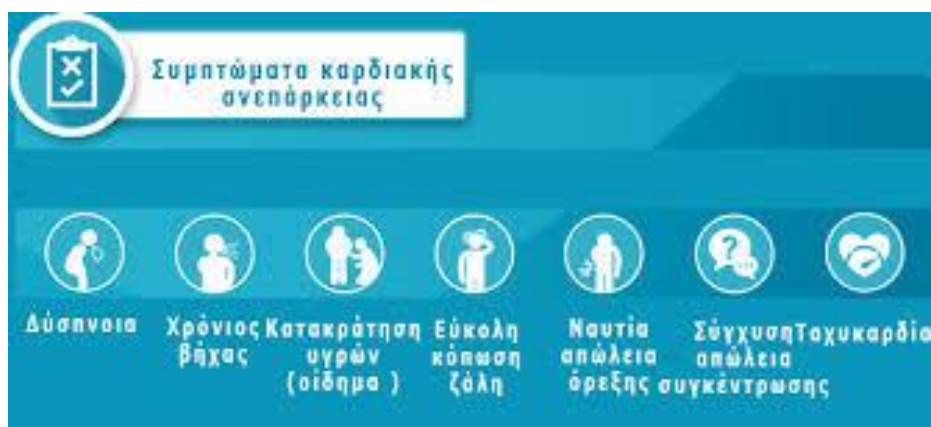 Συμπτώματα καρδιακής
ανεπάρκειας
Δύσπνοια
Χρόνιος
βήχας
Κατακράτηση
υγρών
(οίδημα )
Εύκολη
κόπωση
ζάλη
Ναυτία
απώλεια
όρεξης
Σύγχυση
απώλεια
συγκέντρωσης
Ταχυκαρδία